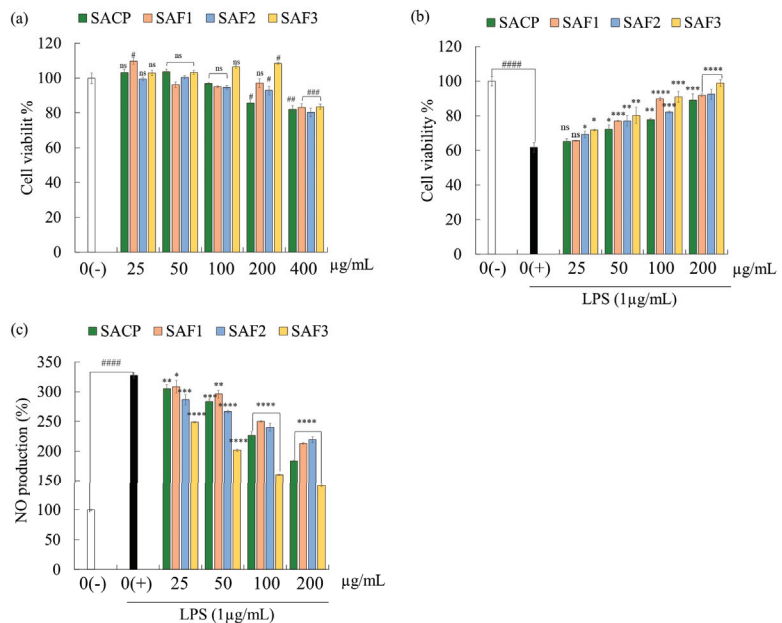 (a)
SACP SAF1 SAF2 SAF3
Cell viabilit %
120
100
80
60
40
20
0
ns # ns ns
ns
ns
# ns # #
## ###
0(-) 25 50 100 200 400 µg/mL
(b)
SACP SAF1 SAF2 SAF3
Cell viability %
120
100
80
60
40
20
0
####
ns ns * *
* *** ** **
** **** *** ***
*** ****
0(-) 0(+) 25 50 100 200 µg/mL
LPS (1µg/mL)
(c)
SACP SAF1 SAF2 SAF3
NO production (%)
350
300
250
200
150
100
50
0
####
** * *** ****
*** ** **** ****
****
****
0(-) 0(+) 25 50 100 200 µg/mL
LPS (1µg/mL)